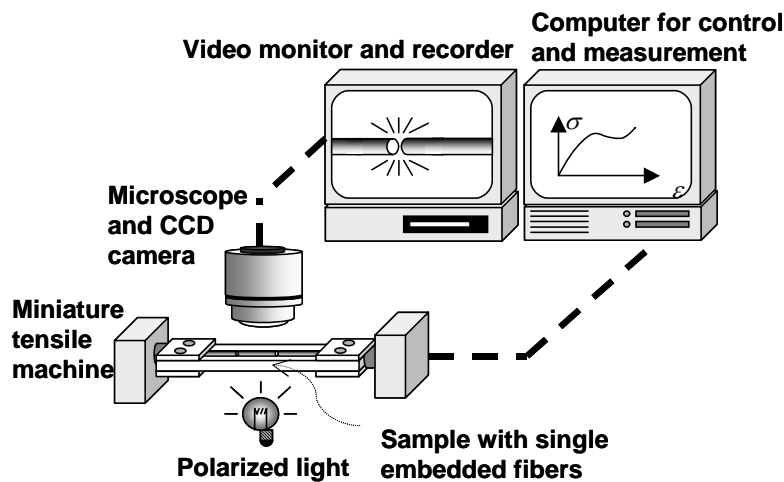 Computer for control
and measurement
Video monitor and recorder
σ
ε
Microscope
and CCD
camera
Miniature
tensile
machine
Sample with single
embedded fibers
Polarized light